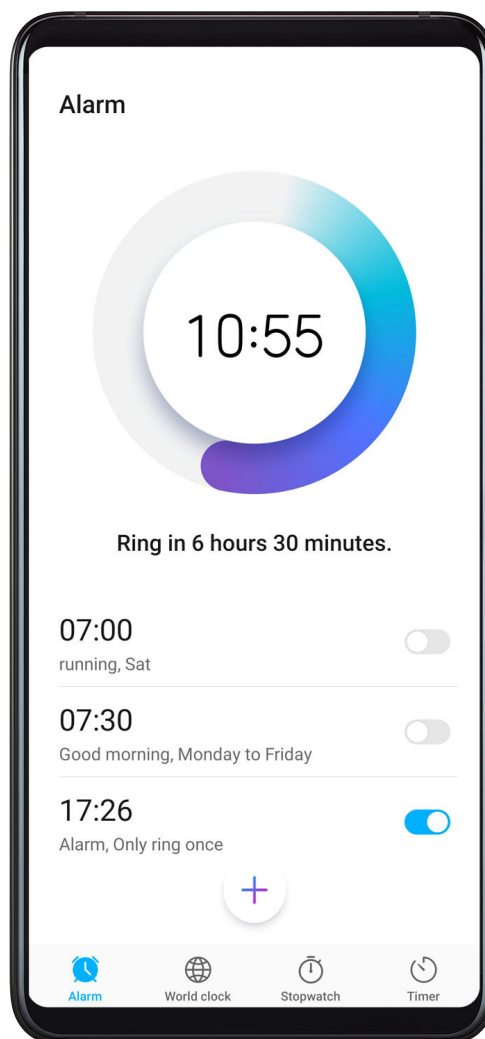 Alarm
10:55
Ring in 6 hours 30 minutes.
07:00
running, Sat
07:30
Good morning, Monday to Friday
17:26
Alarm, Only ring once
Alarm World clock Stopwatch Timer